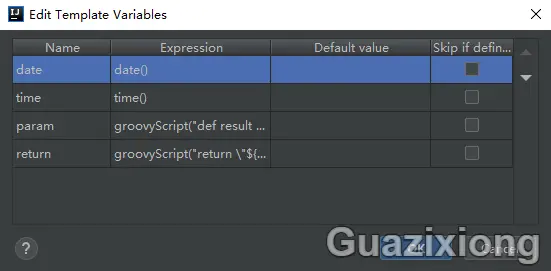 IJ Edit Template Variables
Name Expression Default value Skip if defin...
date date()
time time()
param groovyScript("def result ...
return groovyScript("return \"${...
? OK Cancel
Guazixiong